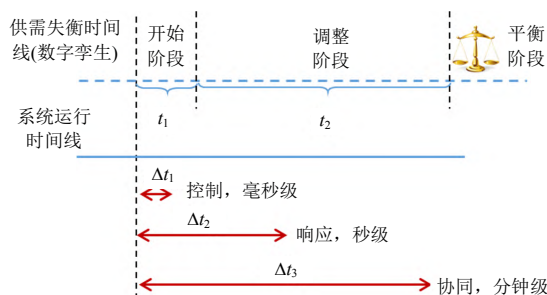 供需失衡时间
线(数字孪生)
开始
阶段
调整
阶段
平衡
阶段
t₁
t₂
系统运行
时间线
Δt₁
控制，毫秒级
Δt₂
响应，秒级
Δt₃
协同，分钟级